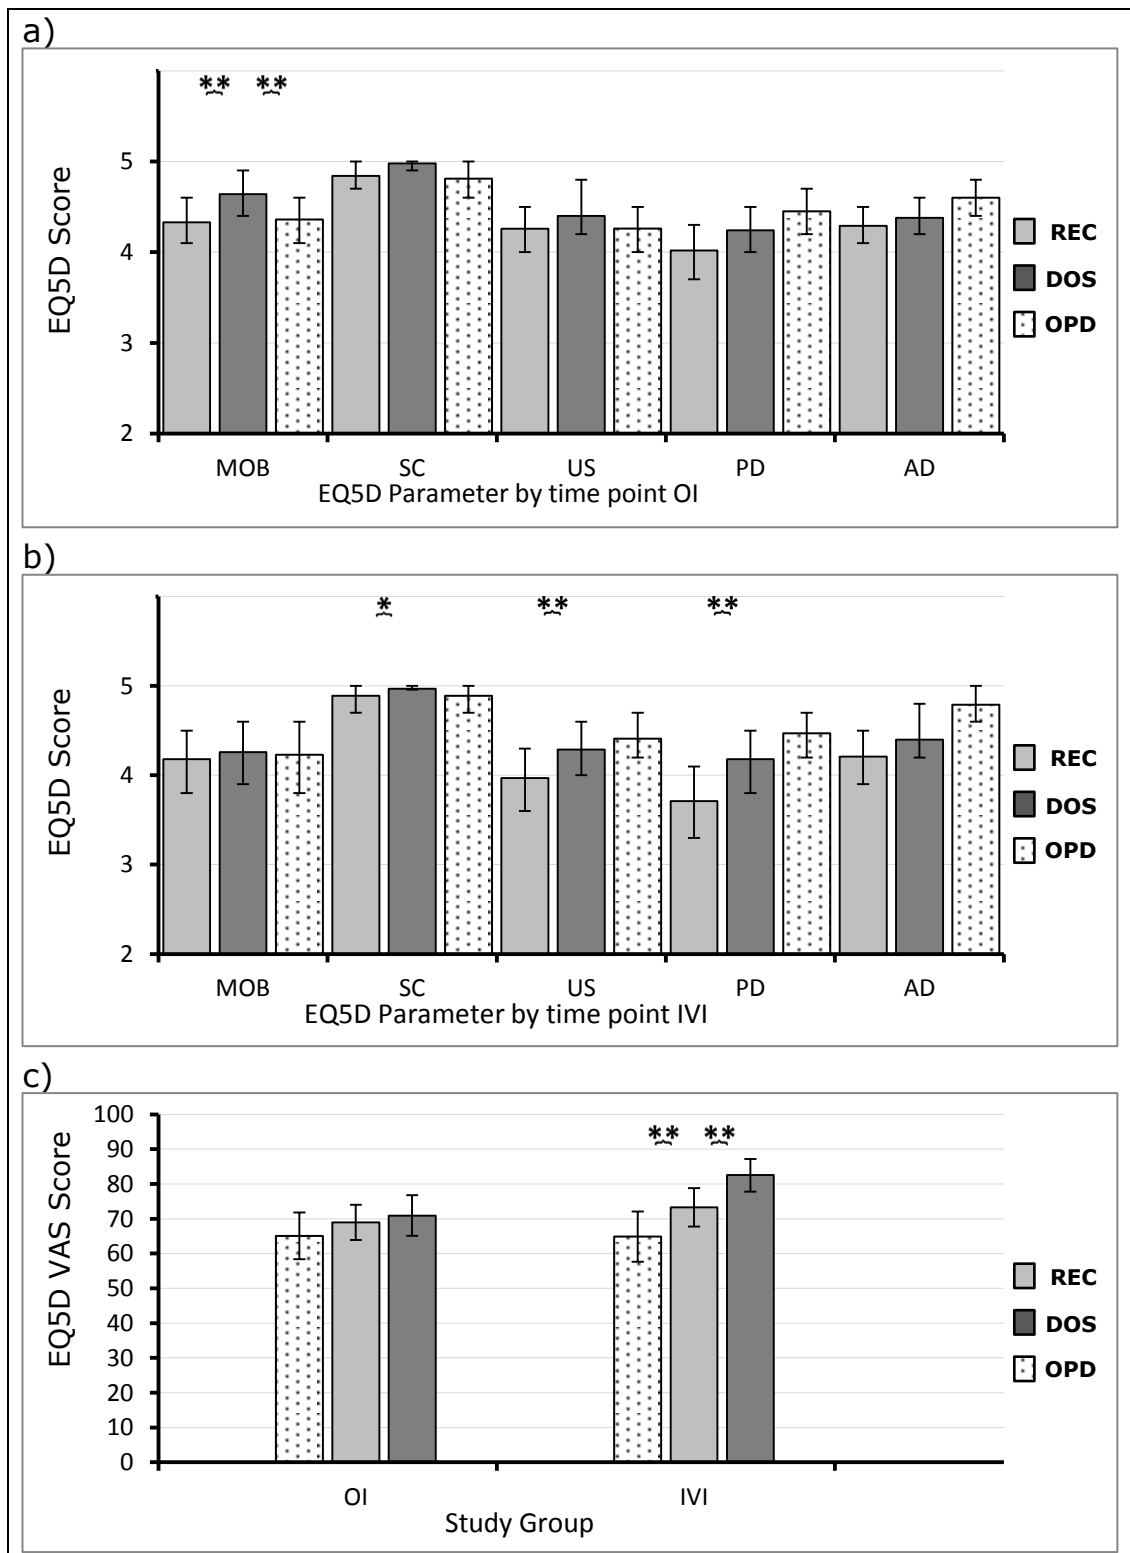 a)
** **
EQ5D Score
5
4
3
2
MOB SC US PD AD
EQ5D Parameter by time point OI
REC
DOS
OPD
b)
* ** **
EQ5D Score
5
4
3
2
MOB SC US PD AD
EQ5D Parameter by time point IVI
REC
DOS
OPD
c)
** **
EQ5D VAS Score
100
90
80
70
60
50
40
30
20
10
0
OI IVI
Study Group
REC
DOS
OPD